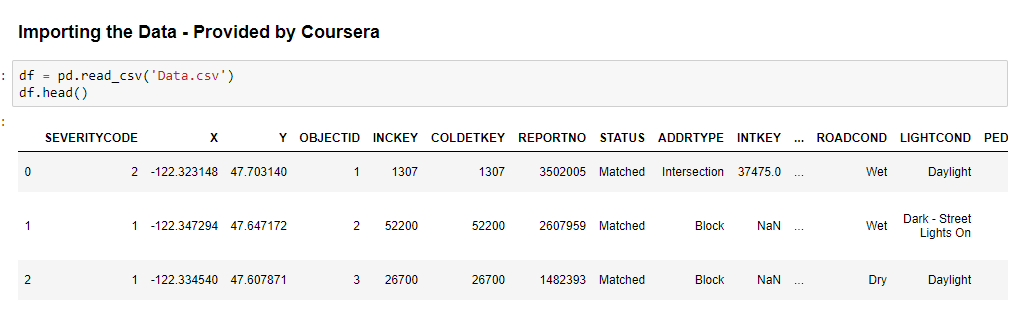 Importing the Data - Provided by Coursera
: df = pd.read_csv('Data.csv')
df.head()
:
SEVERITYCODE X Y OBJECTID INCKEY COLDETKEY REPORTNO STATUS ADDRTYPE INTKEY ... ROADCOND LIGHTCOND PED
0 2 -122.323148 47.703140 1 1307 1307 3502005 Matched Intersection 37475.0 ... Wet Daylight
1 1 -122.347294 47.647172 2 52200 52200 2607959 Matched Block NaN ... Wet Dark - Street
Lights On
2 1 -122.334540 47.607871 3 26700 26700 1482393 Matched Block NaN ... Dry Daylight